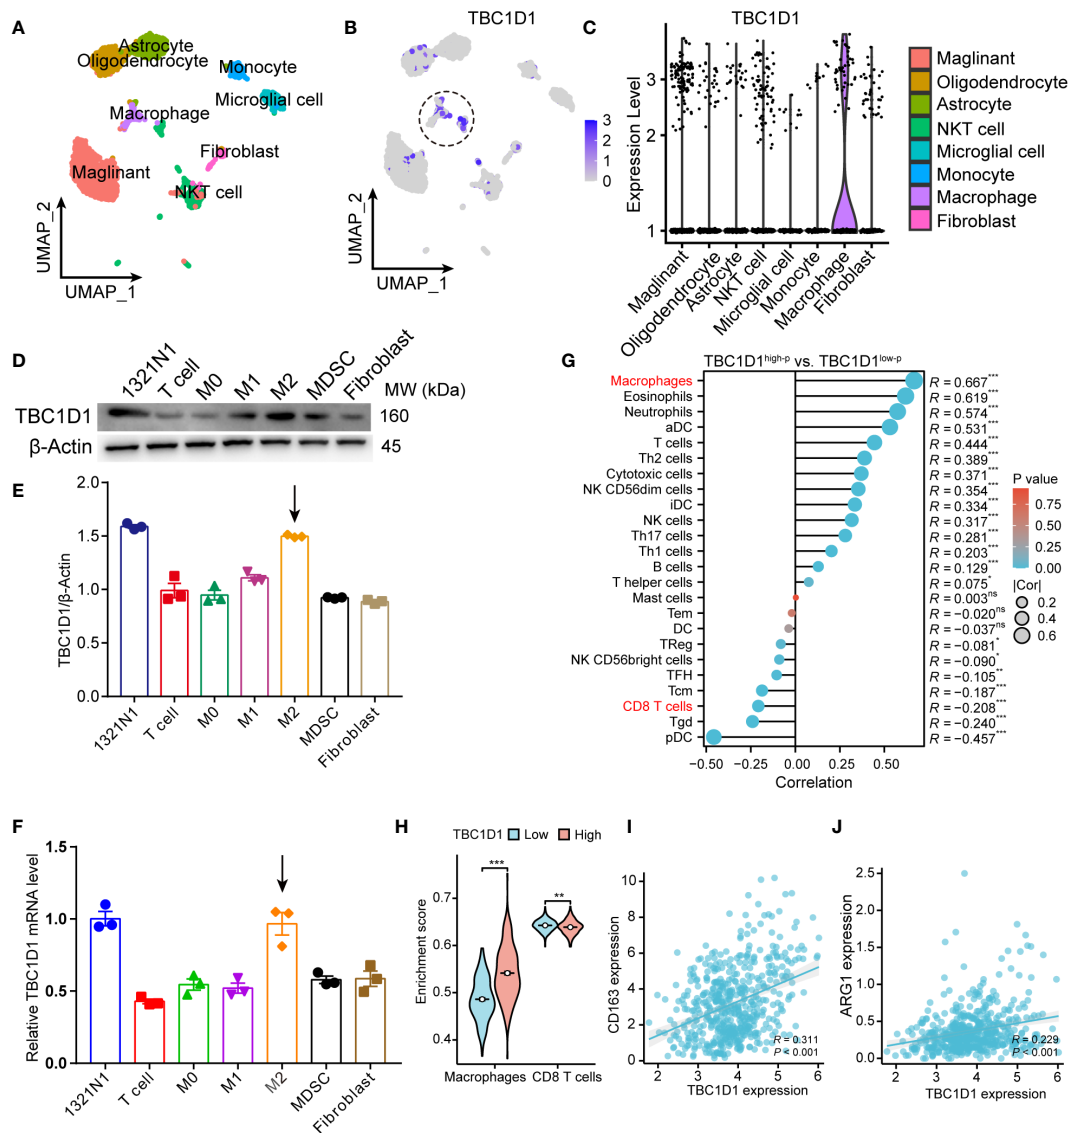 A
Astrocyte
Oligodendrocyte
Monocyte
Microglial cell
Macrophage
Fibroblast
Maglinant
NKT cell
UMAP_2
UMAP_1
B
TBC1D1
3
2
1
0
UMAP_2
UMAP_1
C
TBC1D1
Expression Level
3
2
1
Maglinant
Oligodendrocyte
Astrocyte
NKT cell
Microglial cell
Monocyte
Macrophage
Fibroblast
Maglinant
Oligodendrocyte
Astrocyte
NKT cell
Microglial cell
Monocyte
Macrophage
Fibroblast
D
1321N1
T cell
M0
M1
M2
MDSC
Fibroblast
MW (kDa)
TBC1D1
160
β-Actin
45
E
TBC1D1/β-Actin
2.0
1.5
1.0
0.5
0.0
1321N1
T cell
M0
M1
M2
MDSC
Fibroblast
F
Relative TBC1D1 mRNA level
1.5
1.0
0.5
0.0
1321N1
T cell
M0
M1
M2
MDSC
Fibroblast
G
TBC1D1high-p vs. TBC1D1low-p
Macrophages R = 0.667***
Eosinophils R = 0.619***
Neutrophils R = 0.574***
aDC R = 0.531***
T cells R = 0.444***
Th2 cells R = 0.389***
Cytotoxic cells R = 0.371***
NK CD56dim cells R = 0.354***
iDC R = 0.334***
NK cells R = 0.317***
Th17 cells R = 0.281***
Th1 cells R = 0.203***
B cells R = 0.129***
T helper cells R = 0.075*
Mast cells R = 0.003ns
Tem R = −0.020ns
DC R = −0.037ns
TReg R = −0.081*
NK CD56bright cells R = −0.090*
TFH R = −0.105**
Tcm R = −0.187***
CD8 T cells R = −0.208***
Tgd R = −0.240***
pDC R = −0.457***
−0.50 −0.25 0.00 0.25 0.50
Correlation
P value
0.75
0.50
0.25
0.00
|Cor|
0.2
0.4
0.6
H
TBC1D1 Low High
Enrichment score
0.7
0.6
0.5
0.4
***
**
Macrophages CD8 T cells
I
CD163 expression
10
8
6
4
2
0
R = 0.311
P < 0.001
2 3 4 5 6
TBC1D1 expression
J
ARG1 expression
2.5
2.0
1.5
1.0
0.5
0.0
R = 0.229
P < 0.001
2 3 4 5 6
TBC1D1 expression